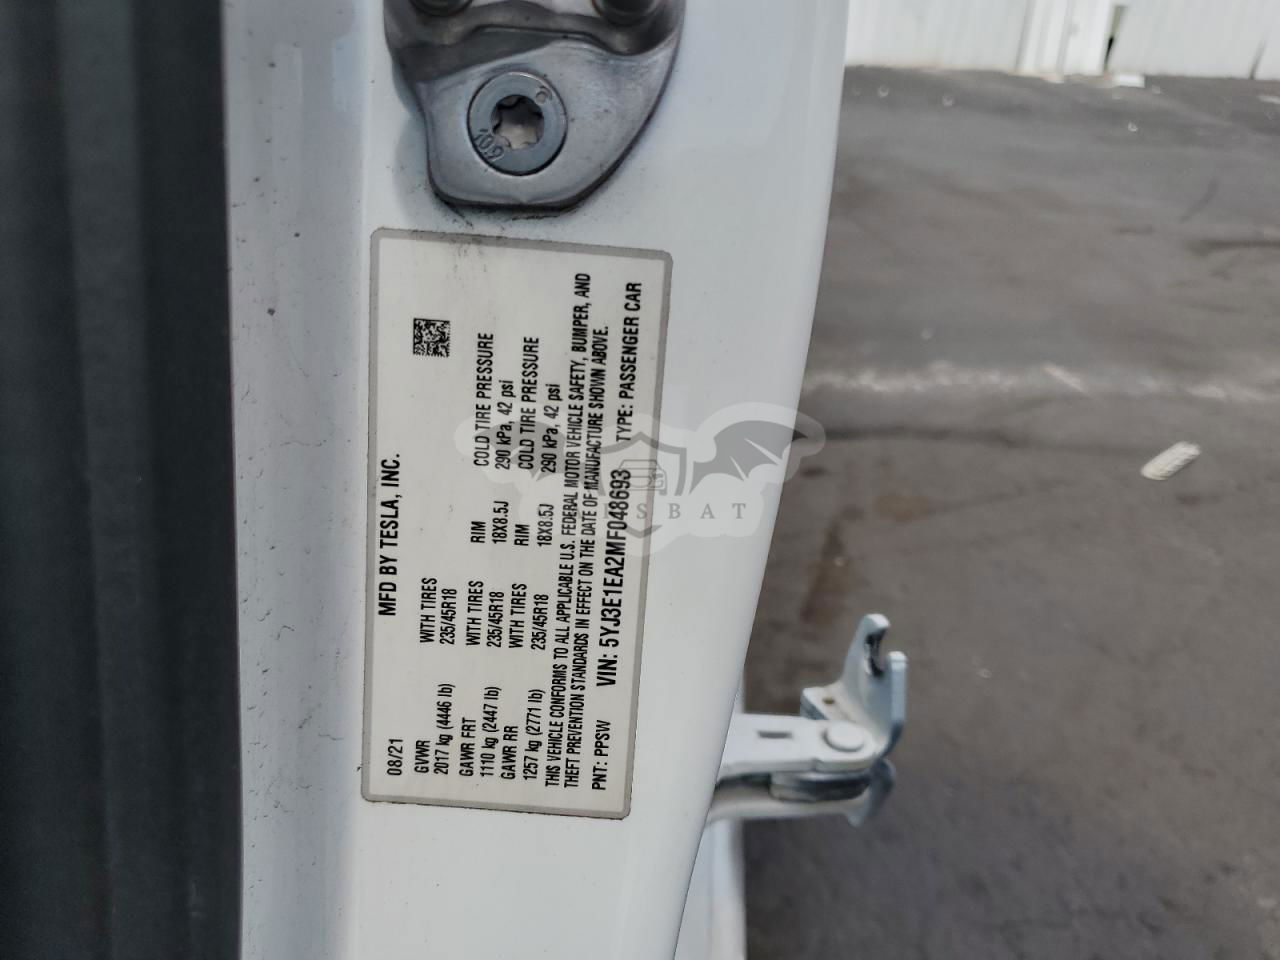 10.9
MFD BY TESLA, INC.
08/21
GVWR WITH TIRES
2017 kg (4446 lb) 235/45R18
GAWR FRT WITH TIRES RIM COLD TIRE PRESSURE
1110 kg (2447 lb) 235/45R18 18X8.5J 290 kPa, 42 psi
GAWR RR WITH TIRES RIM COLD TIRE PRESSURE
1257 kg (2771 lb) 235/45R18 18X8.5J 290 kPa, 42 psi
THIS VEHICLE CONFORMS TO ALL APPLICABLE U.S. FEDERAL MOTOR VEHICLE SAFETY, BUMPER, AND
THEFT PREVENTION STANDARDS IN EFFECT ON THE DATE OF MANUFACTURE SHOWN ABOVE.
PNT: PPSW VIN: 5YJ3E1EA2MF048693 TYPE: PASSENGER CAR